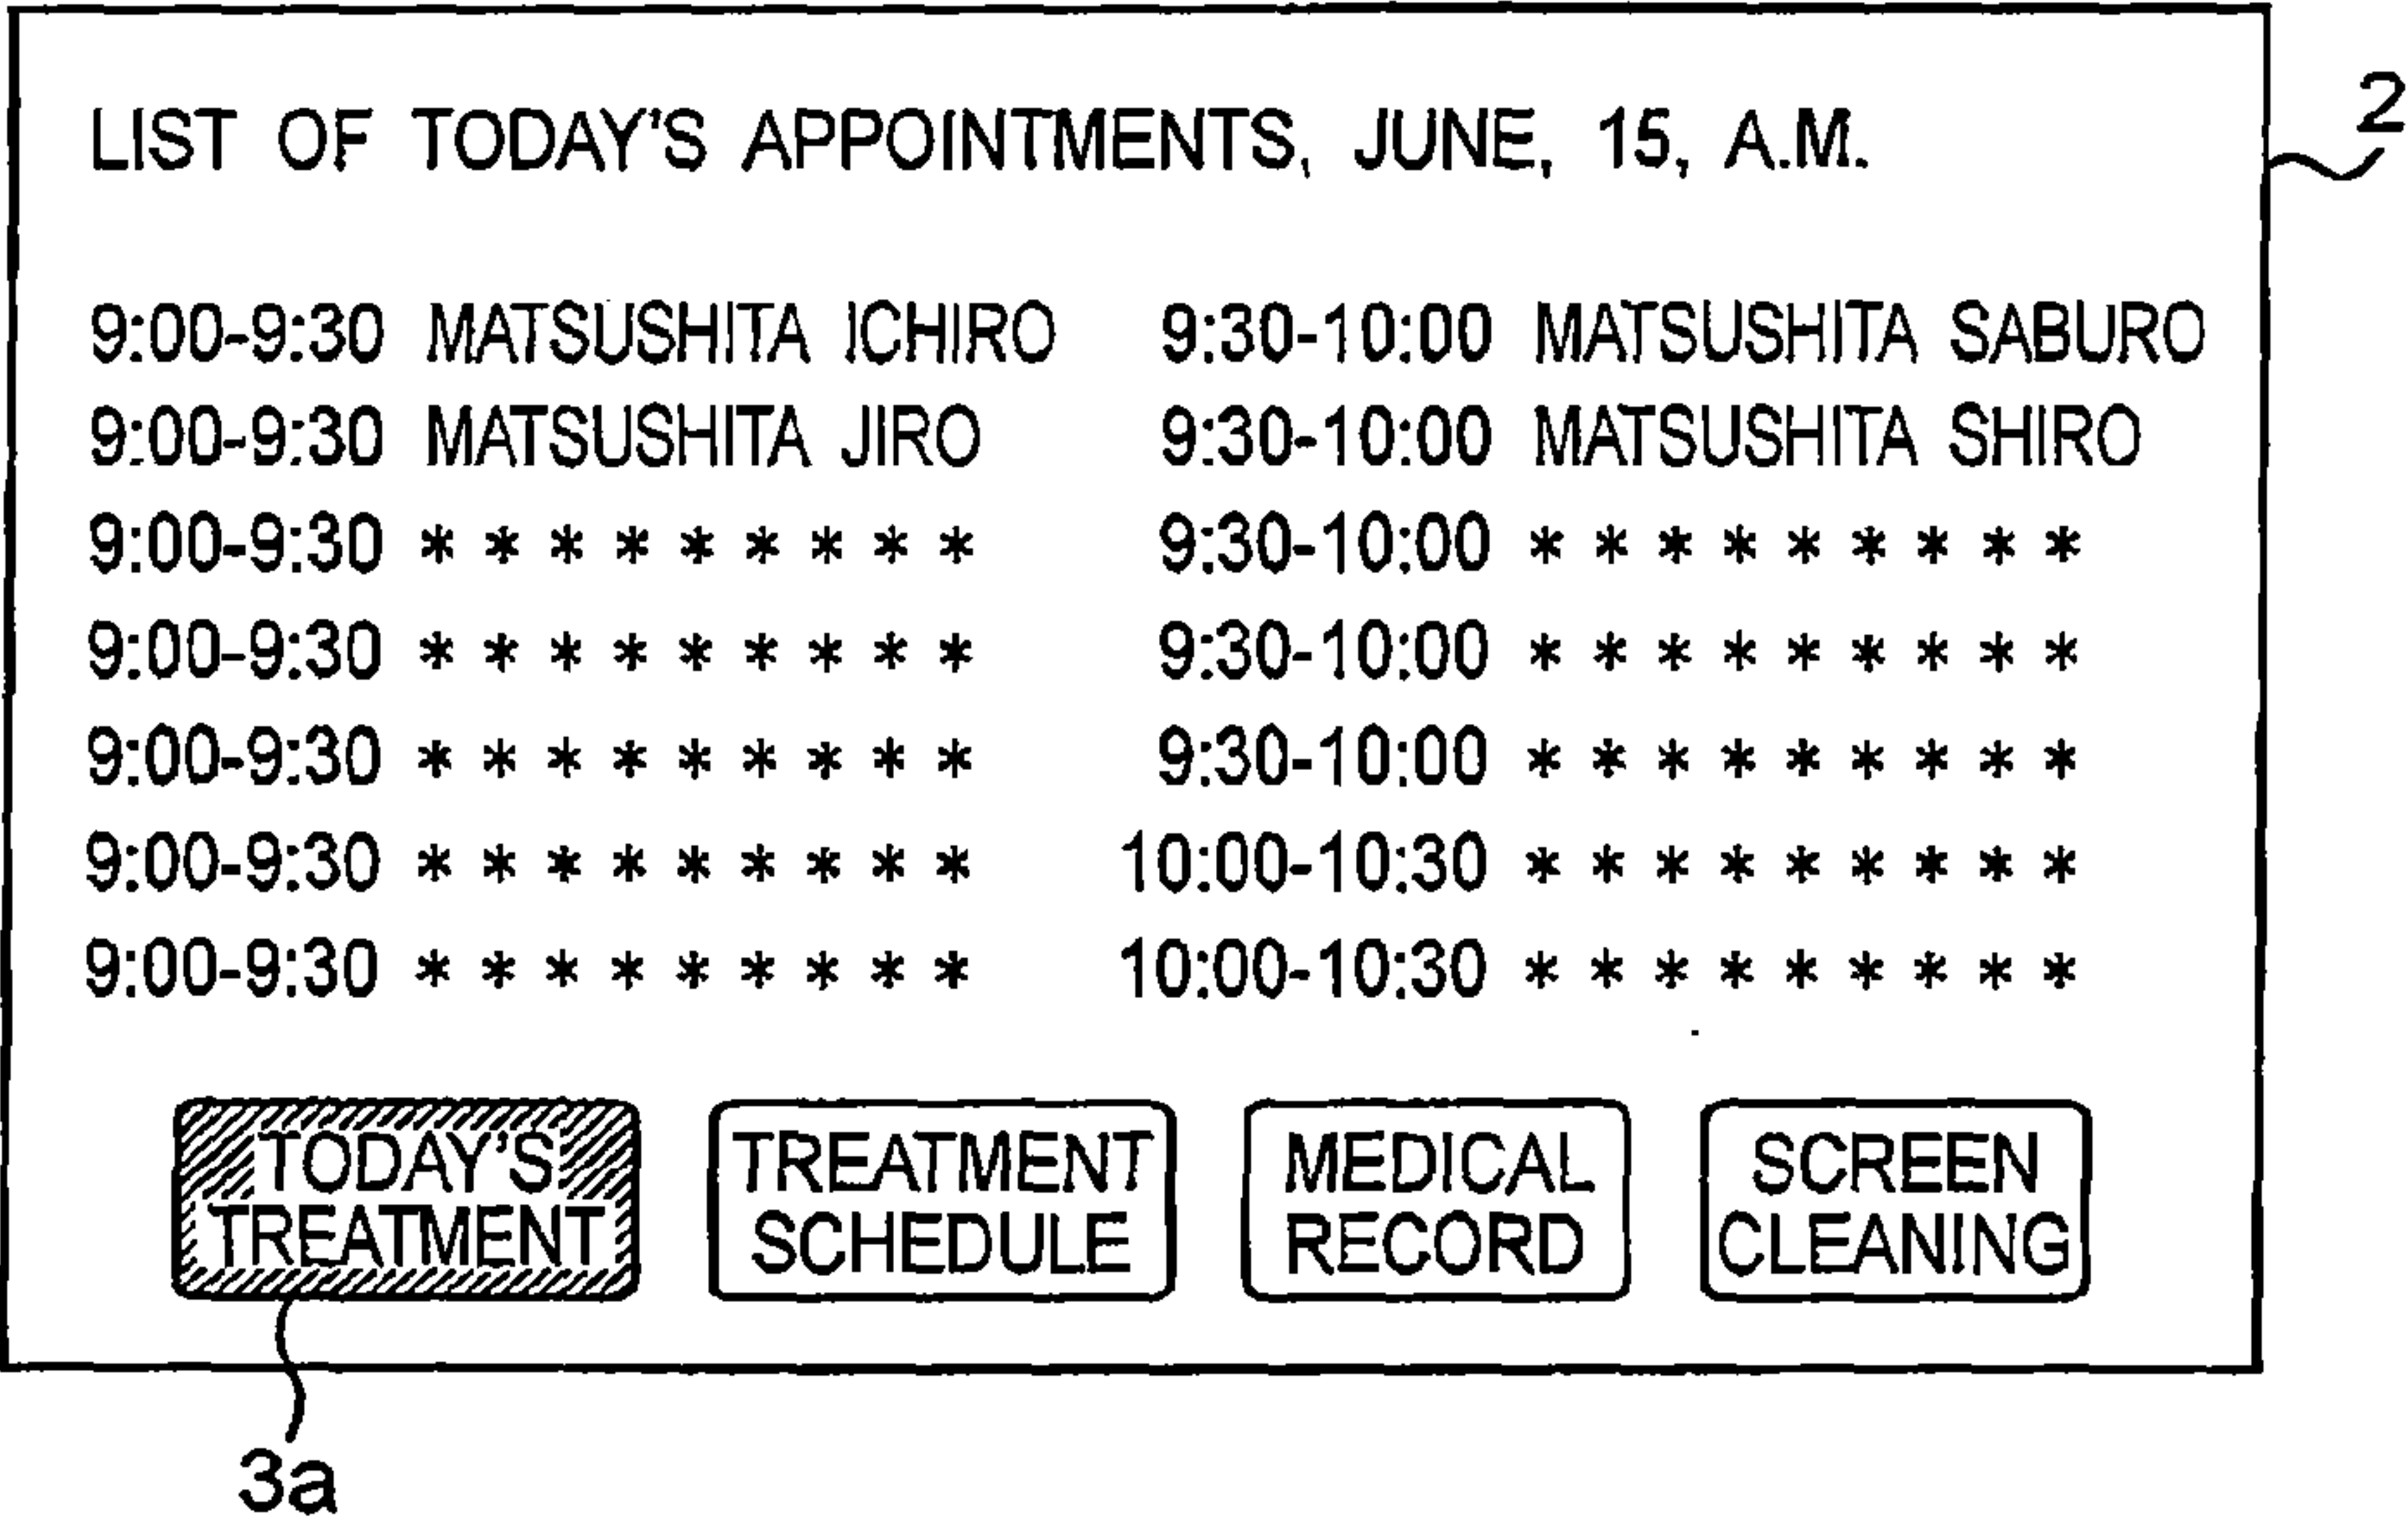 LIST OF TODAY'S APPOINTMENTS, JUNE, 15, A.M.
2
9:00-9:30 MATSUSHITA ICHIRO 9:30-10:00 MATSUSHITA SABURO
9:00-9:30 MATSUSHITA JIRO 9:30-10:00 MATSUSHITA SHIRO
9:00-9:30 * * * * * * * * * 9:30-10:00 * * * * * * * * *
9:00-9:30 * * * * * * * * * 9:30-10:00 * * * * * * * * *
9:00-9:30 * * * * * * * * * 9:30-10:00 * * * * * * * * *
9:00-9:30 * * * * * * * * * 10:00-10:30 * * * * * * * * *
9:00-9:30 * * * * * * * * * 10:00-10:30 * * * * * * * * *
TODAY'S
TREATMENT
TREATMENT
SCHEDULE
MEDICAL
RECORD
SCREEN
CLEANING
3a